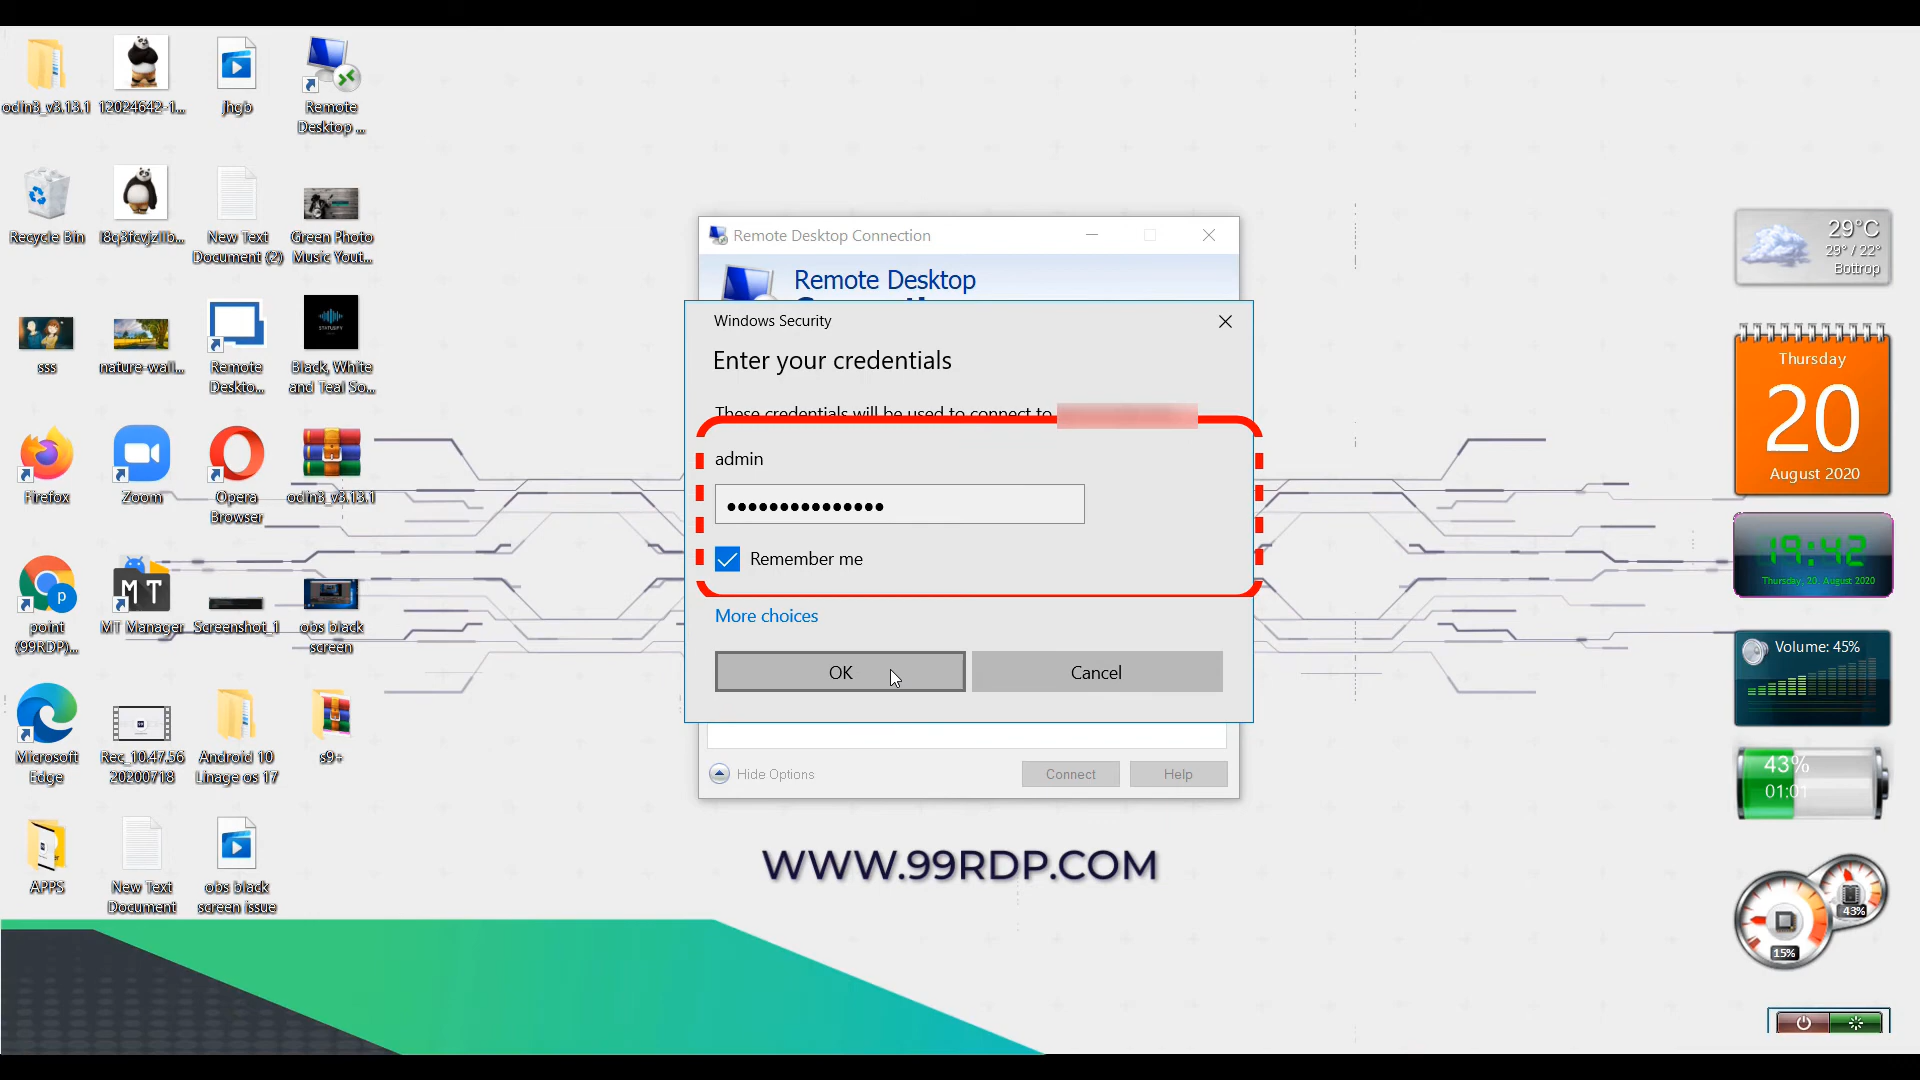 odin3_v3.13.1
12024642-1...
jhgb
Remote
Desktop ...
Recycle Bin
New Text
Document (2)
Green Photo
Music Yout...
sss
nature-wall...
Remote
Deskto...
Black, White
and Teal So...
STATUSIFY
Firefox
Zoom
Opera
Browser
odin3_v3.13.1
point
(99RDP)...
p
MT
MT Manager
Screenshot_1
obs black
screen
Microsoft
Edge
Rec_10.47.56
20200718
Android 10
Linage os 17
s9+
APPS
New Text
Document
obs black
screen issue
Remote Desktop Connection
Remote Desktop
Windows Security
Enter your credentials
These credentials will be used to connect to
admin
Remember me
More choices
OK
Cancel
Hide Options
Connect
Help
WWW.99RDP.COM
29°C
29° / 22°
Bottrop
Thursday
20
August 2020
19:42
Thursday, 20. August 2020
Volume: 45%
43%
01:01
43%
15%